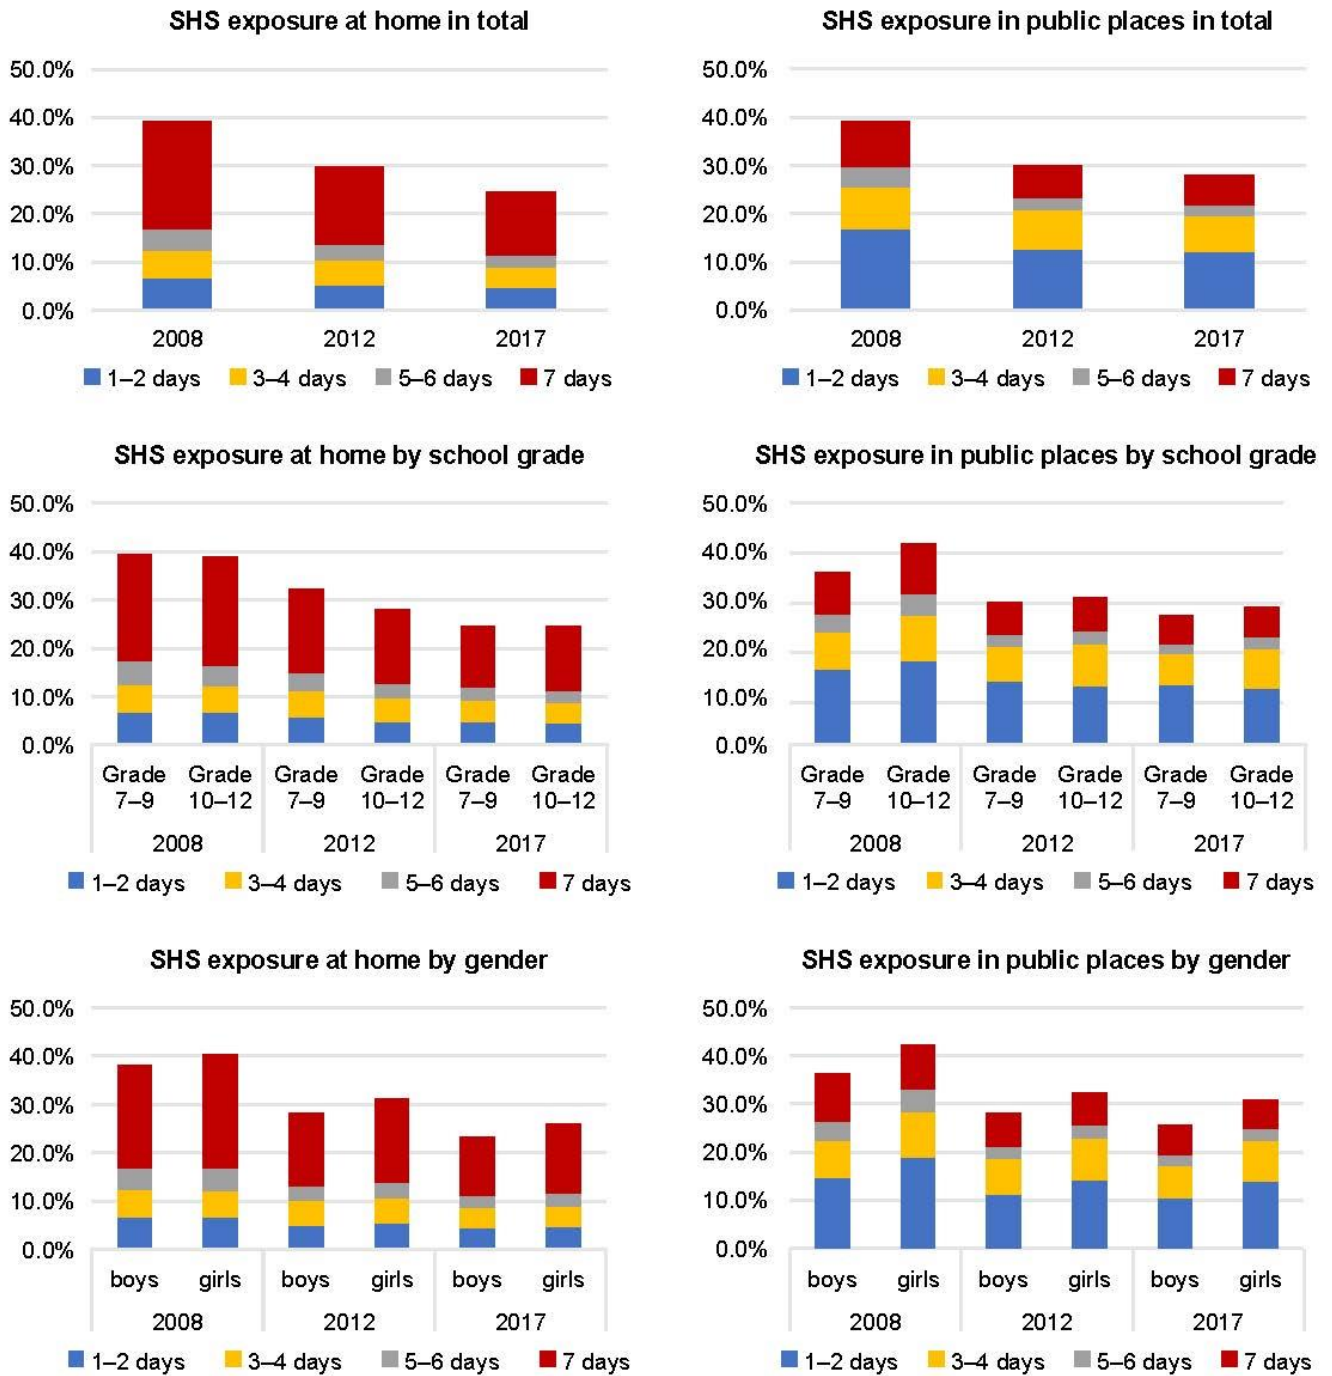 SHS exposure at home in total
50.0%
40.0%
30.0%
20.0%
10.0%
0.0%
2008 2012 2017
1–2 days 3–4 days 5–6 days 7 days
SHS exposure in public places in total
50.0%
40.0%
30.0%
20.0%
10.0%
0.0%
2008 2012 2017
1–2 days 3–4 days 5–6 days 7 days
SHS exposure at home by school grade
50.0%
40.0%
30.0%
20.0%
10.0%
0.0%
Grade Grade Grade Grade Grade Grade
7–9 10–12 7–9 10–12 7–9 10–12
2008 2012 2017
1–2 days 3–4 days 5–6 days 7 days
SHS exposure in public places by school grade
50.0%
40.0%
30.0%
20.0%
10.0%
0.0%
Grade Grade Grade Grade Grade Grade
7–9 10–12 7–9 10–12 7–9 10–12
2008 2012 2017
1–2 days 3–4 days 5–6 days 7 days
SHS exposure at home by gender
50.0%
40.0%
30.0%
20.0%
10.0%
0.0%
boys girls boys girls boys girls
2008 2012 2017
1–2 days 3–4 days 5–6 days 7 days
SHS exposure in public places by gender
50.0%
40.0%
30.0%
20.0%
10.0%
0.0%
boys girls boys girls boys girls
2008 2012 2017
1–2 days 3–4 days 5–6 days 7 days